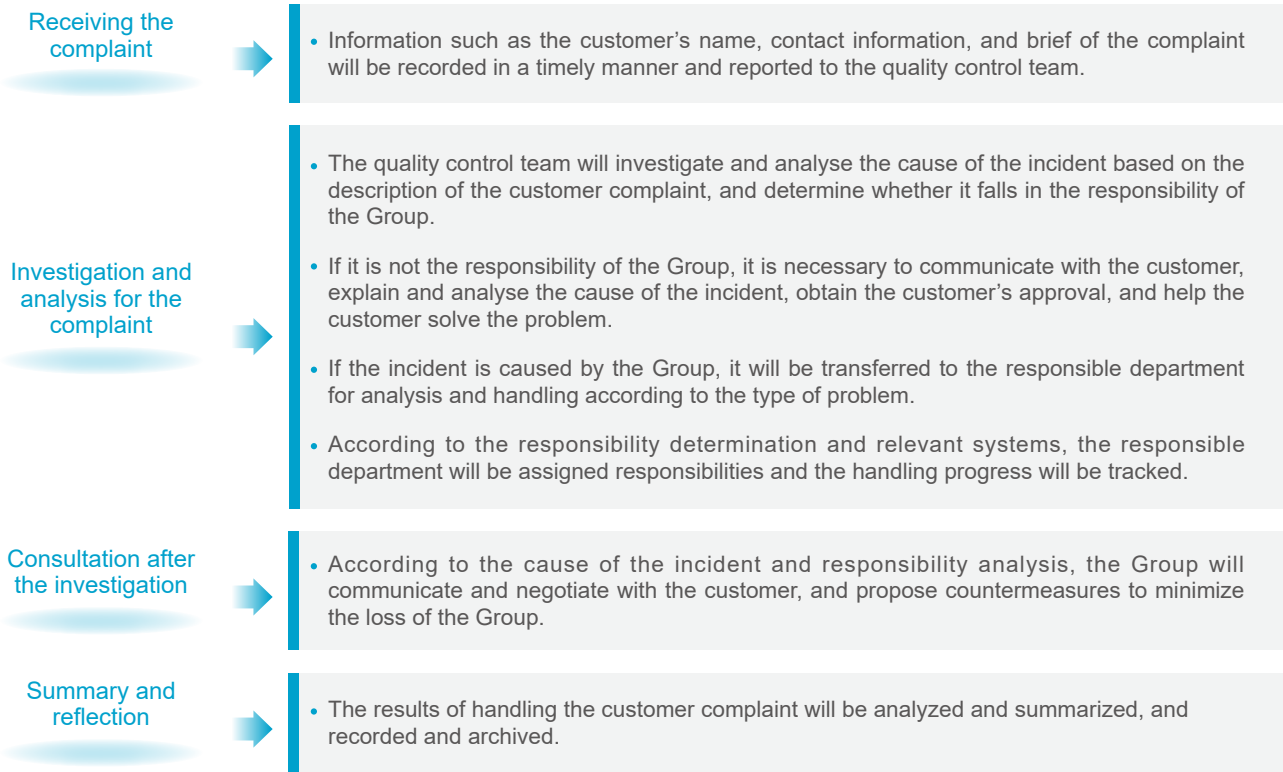 Receiving the
complaint
• Information such as the customer’s name, contact information, and brief of the complaint
will be recorded in a timely manner and reported to the quality control team.
Investigation and
analysis for the
complaint
• The quality control team will investigate and analyse the cause of the incident based on the
description of the customer complaint, and determine whether it falls in the responsibility of
the Group.
• If it is not the responsibility of the Group, it is necessary to communicate with the customer,
explain and analyse the cause of the incident, obtain the customer’s approval, and help the
customer solve the problem.
• If the incident is caused by the Group, it will be transferred to the responsible department
for analysis and handling according to the type of problem.
• According to the responsibility determination and relevant systems, the responsible
department will be assigned responsibilities and the handling progress will be tracked.
Consultation after
the investigation
• According to the cause of the incident and responsibility analysis, the Group will
communicate and negotiate with the customer, and propose countermeasures to minimize
the loss of the Group.
Summary and
reflection
• The results of handling the customer complaint will be analyzed and summarized, and
recorded and archived.